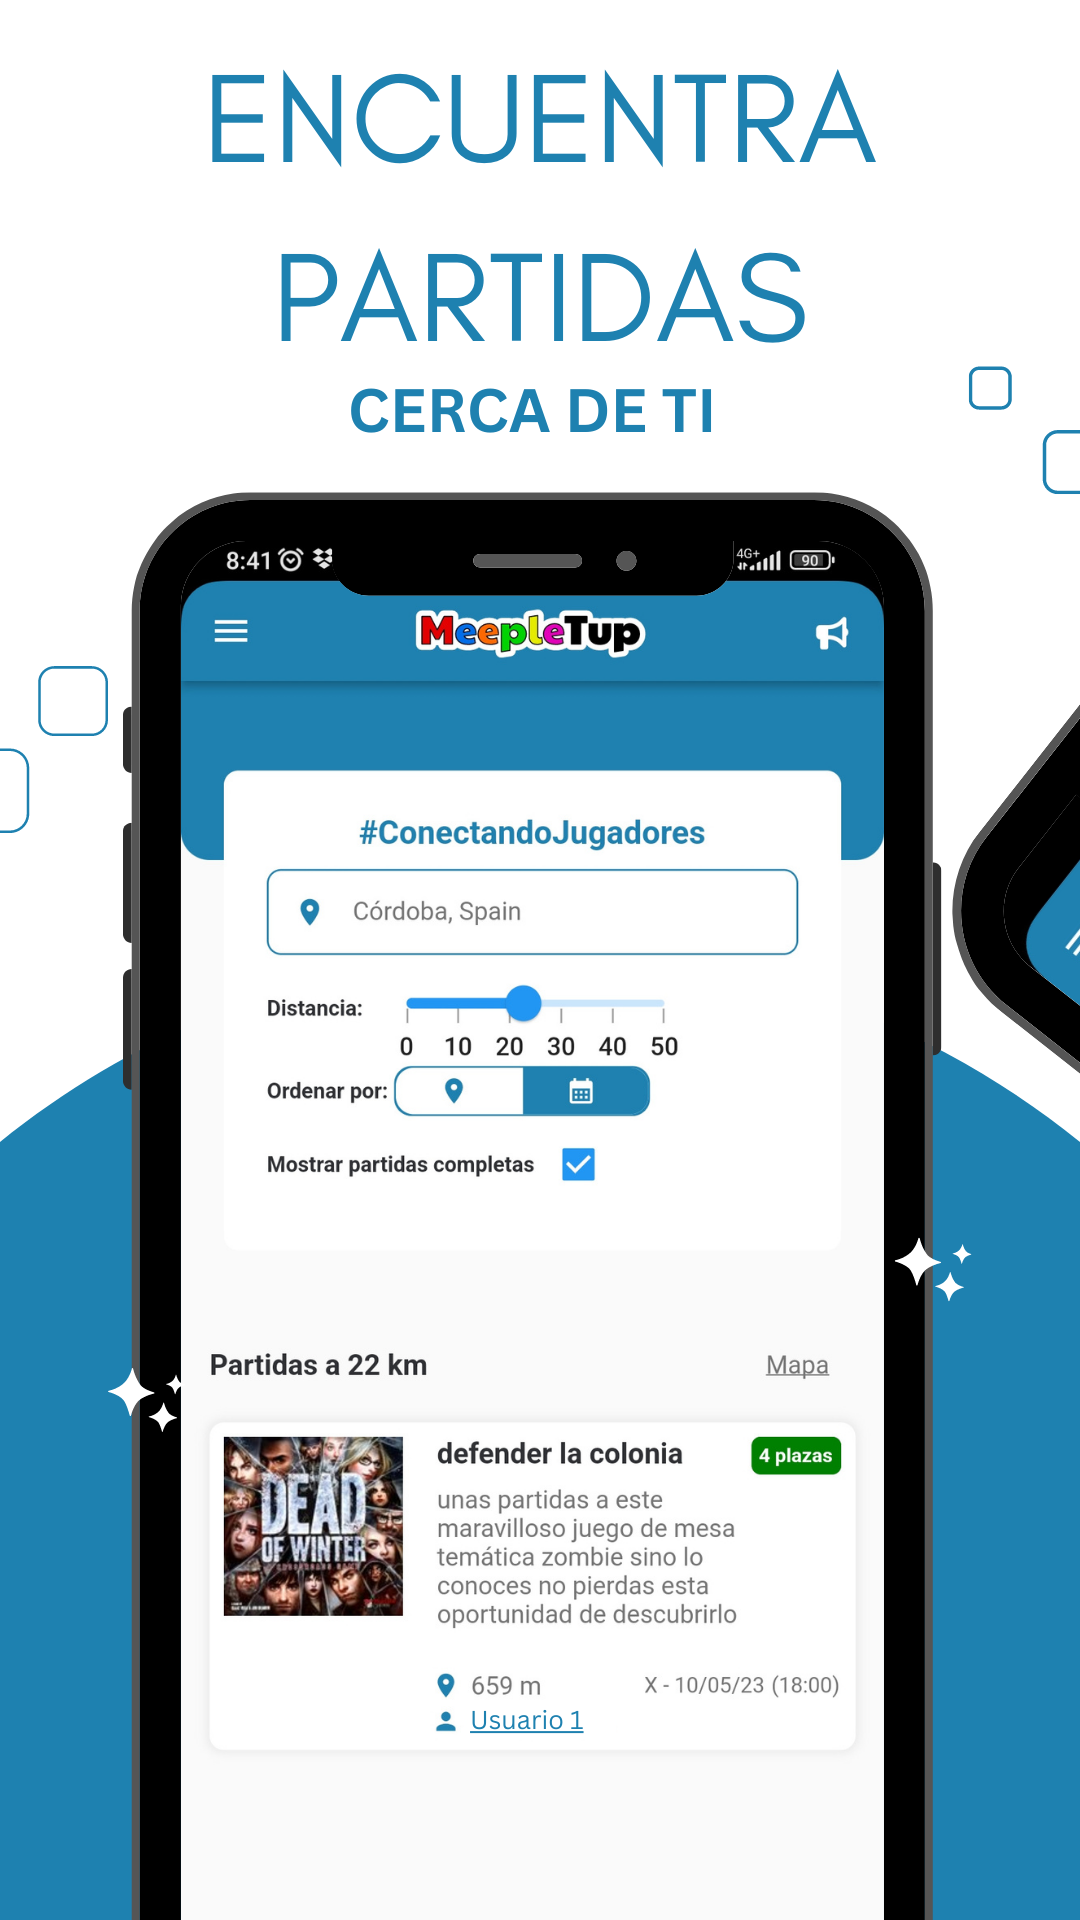 ENCUENTRA
PARTIDAS
CERCA DE TI
8:41
4G+
90
MeepleTup
#ConectandoJugadores
Córdoba, Spain
Distancia:
0 10 20 30 40 50
Ordenar por:
Mostrar partidas completas
Partidas a 22 km
Mapa
DEAD
OF WINTER
defender la colonia
4 plazas
unas partidas a este
maravilloso juego de mesa
temática zombie sino lo
conoces no pierdas esta
oportunidad de descubrirlo
659 m
X - 10/05/23 (18:00)
Usuario 1